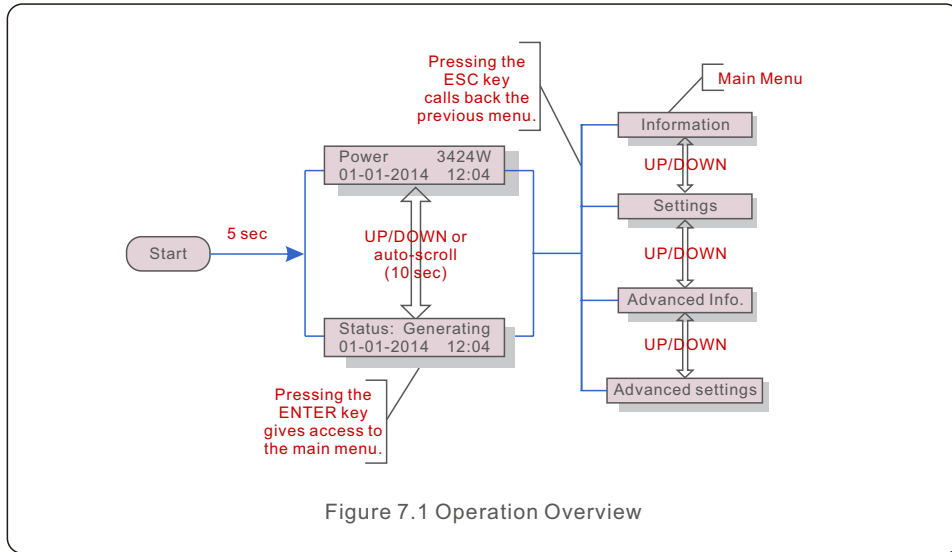 Pressing the
ESC key
calls back the
previous menu.
Main Menu
Information
UP/DOWN
Settings
UP/DOWN
Advanced Info.
UP/DOWN
Advanced settings
Power 3424W
01-01-2014 12:04
Start
5 sec
UP/DOWN or
auto-scroll
(10 sec)
Status: Generating
01-01-2014 12:04
Pressing the
ENTER key
gives access to
the main menu.
Figure 7.1 Operation Overview